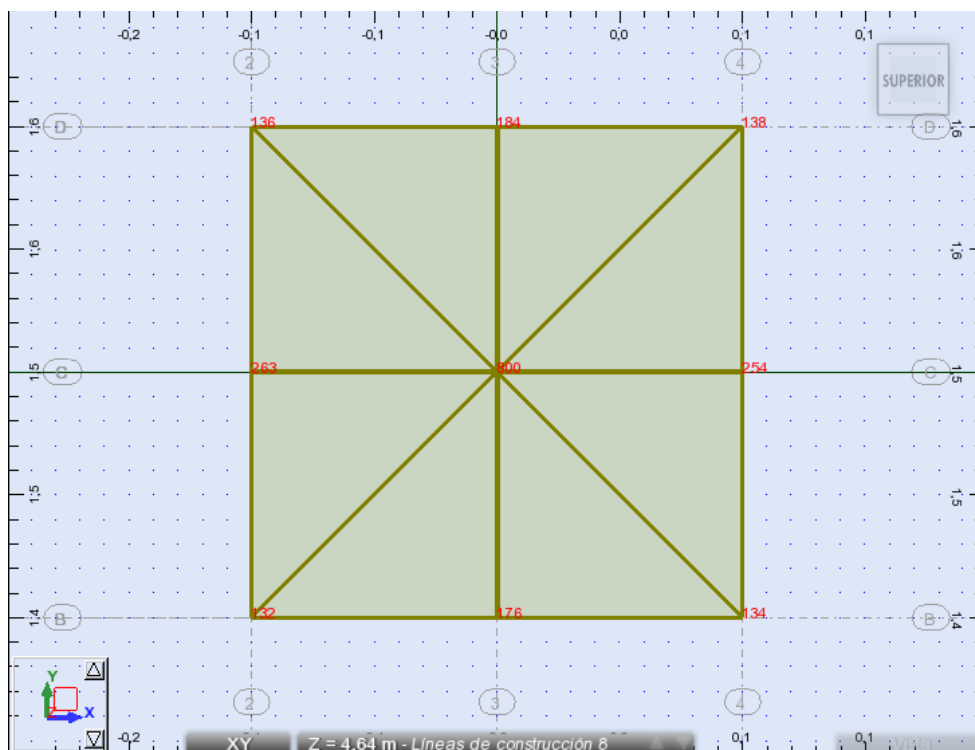 -0,2 -0,1 -0,1 -0,0 0,0 0,1 0,1
2 3 4
SUPERIOR
D 136 184 138 D
1,6 1,6
1,6 1,6
263 800 254 C
1,5 1,5
1,5 1,5
B 132 176 134 B
1,4 1,4
2 3 4
Y
X
-0,2 0,1 0,1
XY Z = 4,64 m - Líneas de construcción 8